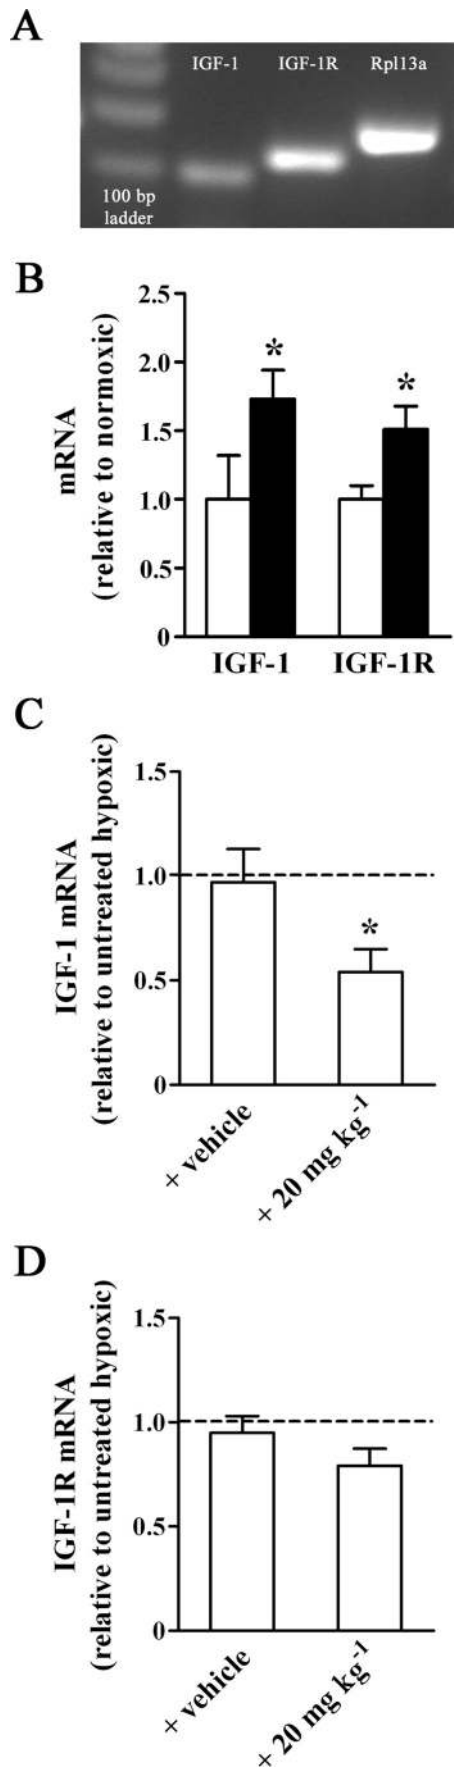 A
IGF-1 IGF-1R Rpl13a
100 bp
ladder
B
mRNA
(relative to normoxic)
2.5
2.0
1.5
1.0
0.5
0
* *
IGF-1 IGF-1R
C
IGF-1 mRNA
(relative to untreated hypoxic)
1.5
1.0
0.5
0
*
+ vehicle
+ 20 mg kg⁻¹
D
IGF-1R mRNA
(relative to untreated hypoxic)
1.5
1.0
0.5
0
+ vehicle
+ 20 mg kg⁻¹